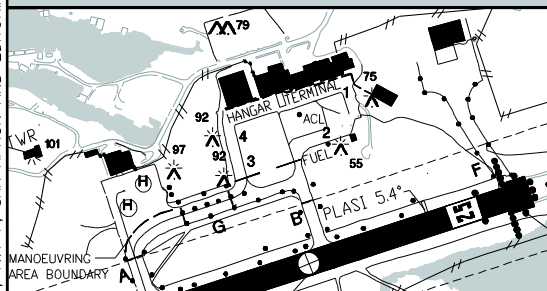 79
75
HANGAR
TERMINAL
1
ACL
92
4
2
TWR
101
92
3
FUEL
55
97
H
H
F
PLASI 5.4°
25
B
G
MANOEUVRING
AREA BOUNDARY
A